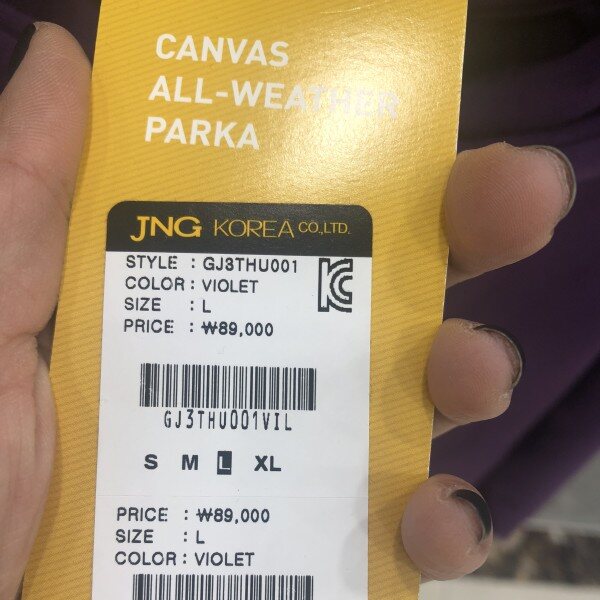 CANVAS
ALL-WEATHER
PARKA
JNG KOREA CO.,LTD.
STYLE : GJ3THU001
COLOR : VIOLET
SIZE : L
PRICE : ₩89,000
GJ3THU001VIL
S M L XL
PRICE : ₩89,000
SIZE : L
COLOR : VIOLET